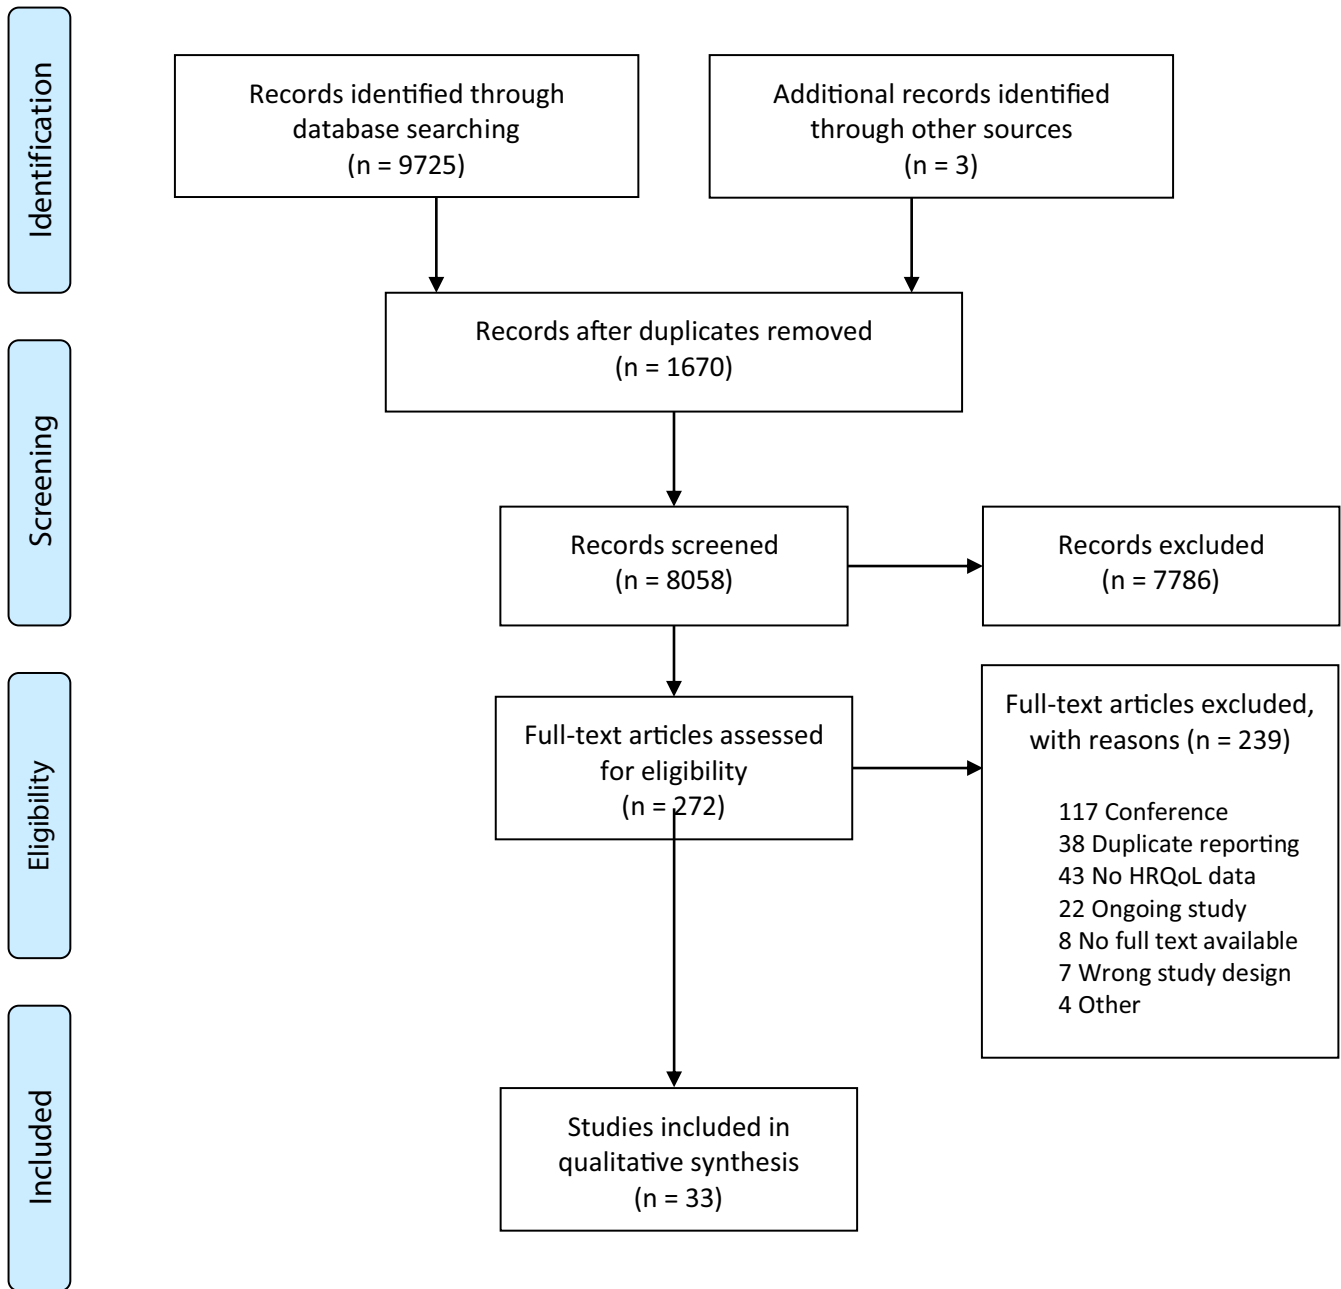 Identification
Records identified through
database searching
(n = 9725)
Additional records identified
through other sources
(n = 3)
Records after duplicates removed
(n = 1670)
Screening
Records screened
(n = 8058)
Records excluded
(n = 7786)
Eligibility
Full-text articles assessed
for eligibility
(n = 272)
Full-text articles excluded,
with reasons (n = 239)
117 Conference
38 Duplicate reporting
43 No HRQoL data
22 Ongoing study
8 No full text available
7 Wrong study design
4 Other
Included
Studies included in
qualitative synthesis
(n = 33)